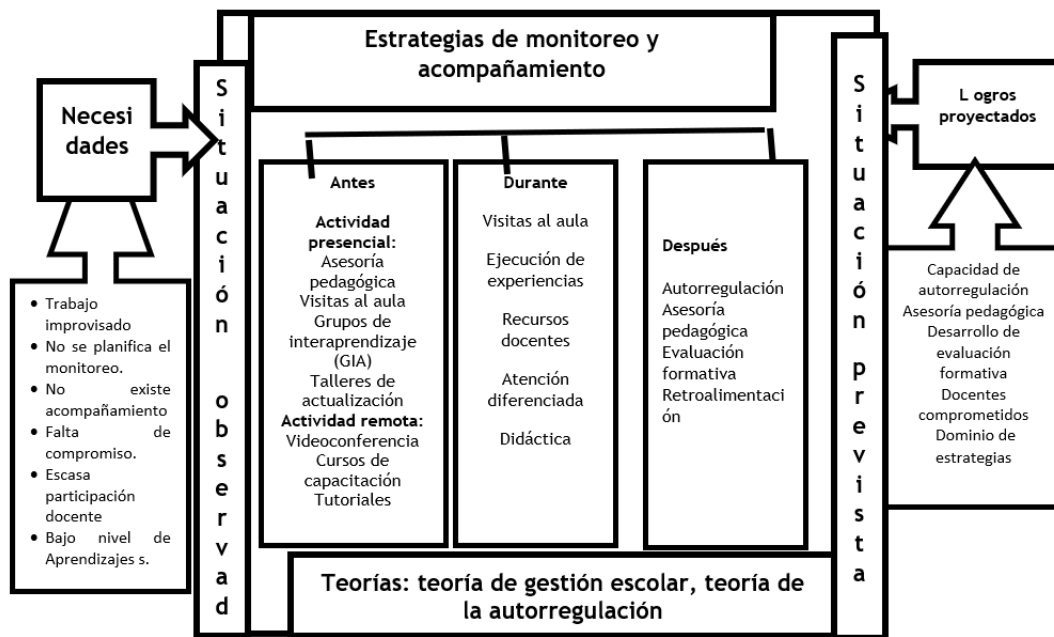 Estrategias de monitoreo y
acompañamiento
Necesi
dades
• Trabajo
improvisado
• No se planifica el
monitoreo.
• No existe
acompañamiento
• Falta de
compromiso.
• Escasa
participación
docente
• Bajo nivel de
Aprendizajes s.
Situación observad
Antes
Actividad
presencial:
Asesoría
pedagógica
Visitas al aula
Grupos de
interaprendizaje
(GIA)
Talleres de
actualización
Actividad remota:
Videoconferencia
Cursos de
capacitación
Tutoriales
Durante
Visitas al aula
Ejecución de
experiencias
Recursos
docentes
Atención
diferenciada
Didáctica
Después
Autorregulación
Asesoría
pedagógica
Evaluación
formativa
Retroalimentaci
ón
Situación prevista
L ogros
proyectados
Capacidad de
autorregulación
Asesoría pedagógica
Desarrollo de
evaluación
formativa
Docentes
comprometidos
Dominio de
estrategias
Teorías: teoría de gestión escolar, teoría de
la autorregulación